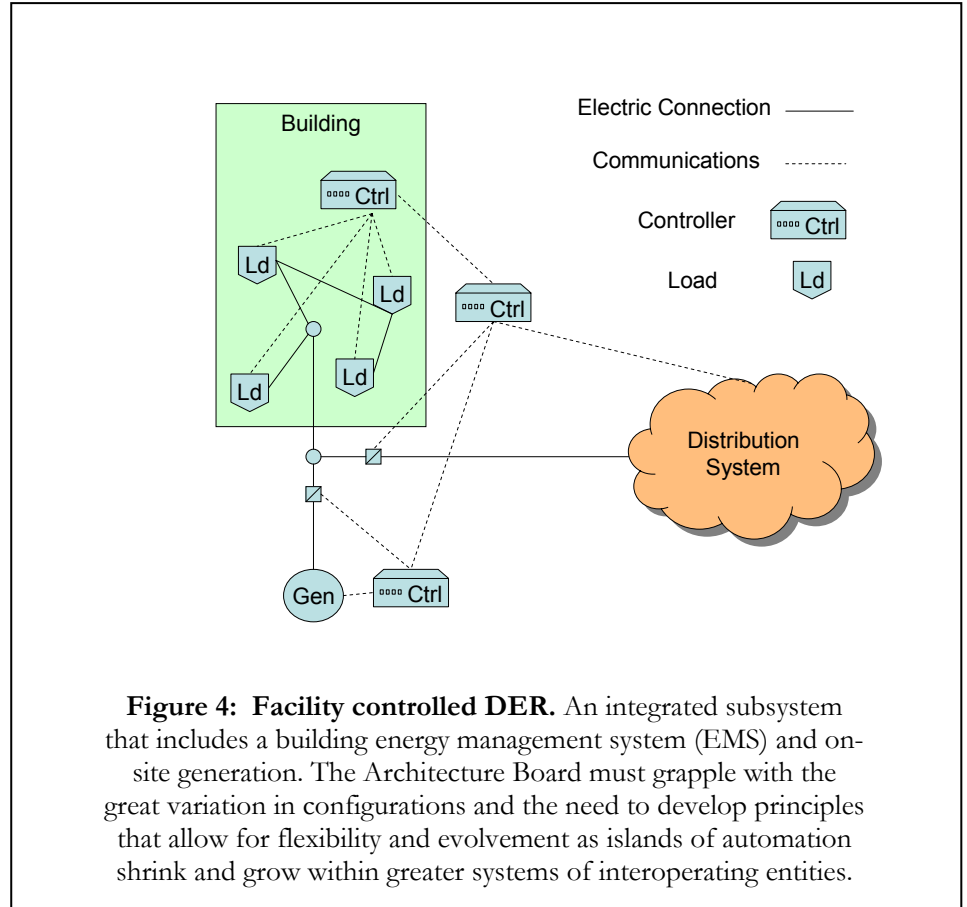 Building
Electric Connection
Communications
Controller
Ctrl
Load
Ld
Ctrl
Ld
Ld
Ld
Ld
Ctrl
Distribution
System
Gen
Ctrl
Figure 4: Facility controlled DER. An integrated subsystem
that includes a building energy management system (EMS) and on-
site generation. The Architecture Board must grapple with the
great variation in configurations and the need to develop principles
that allow for flexibility and evolvement as islands of automation
shrink and grow within greater systems of interoperating entities.